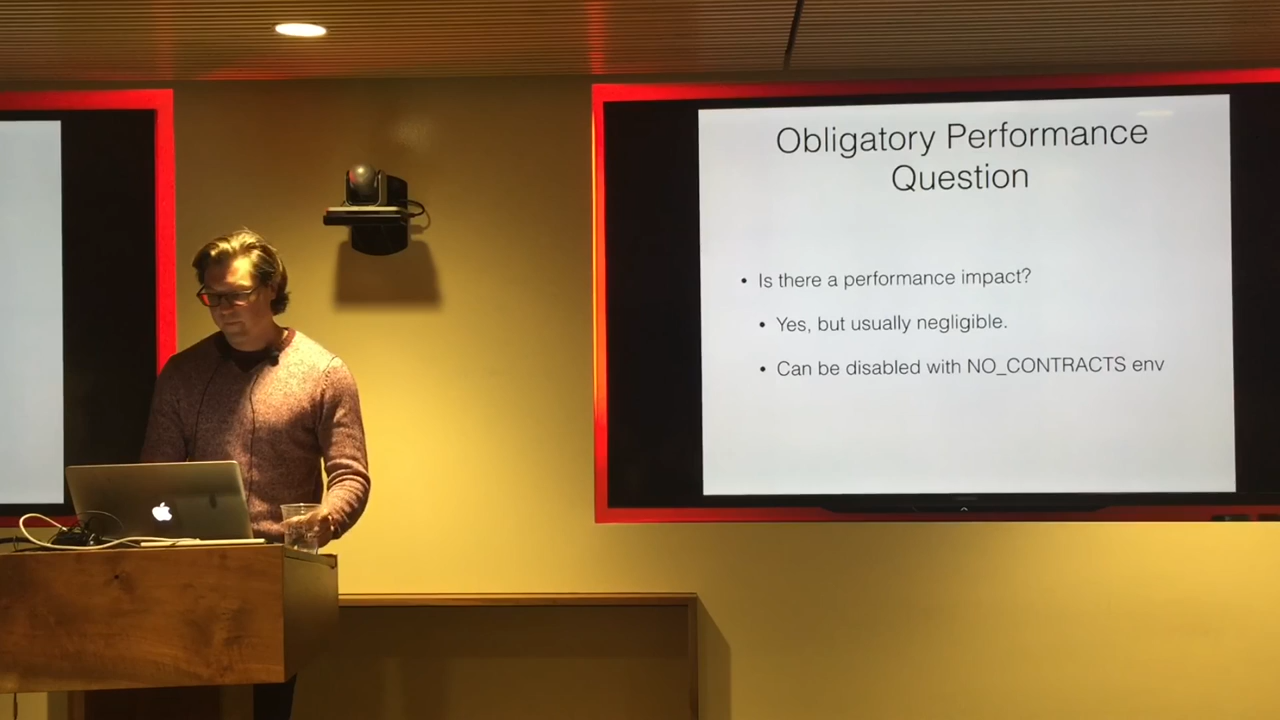 Obligatory Performance
Question
• Is there a performance impact?
• Yes, but usually negligible.
• Can be disabled with NO_CONTRACTS env